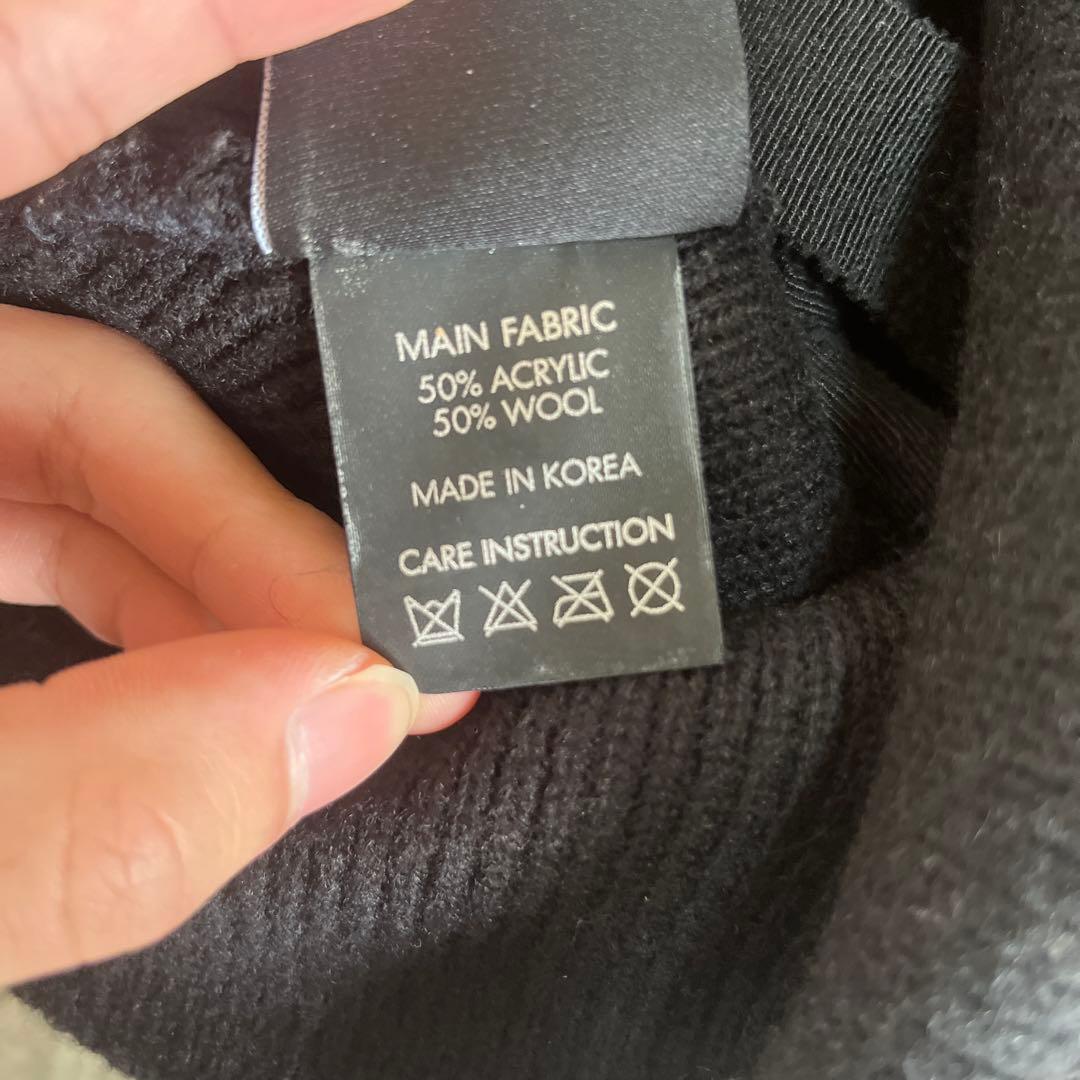 MAIN FABRIC
50% ACRYLIC
50% WOOL
MADE IN KOREA
CARE INSTRUCTION